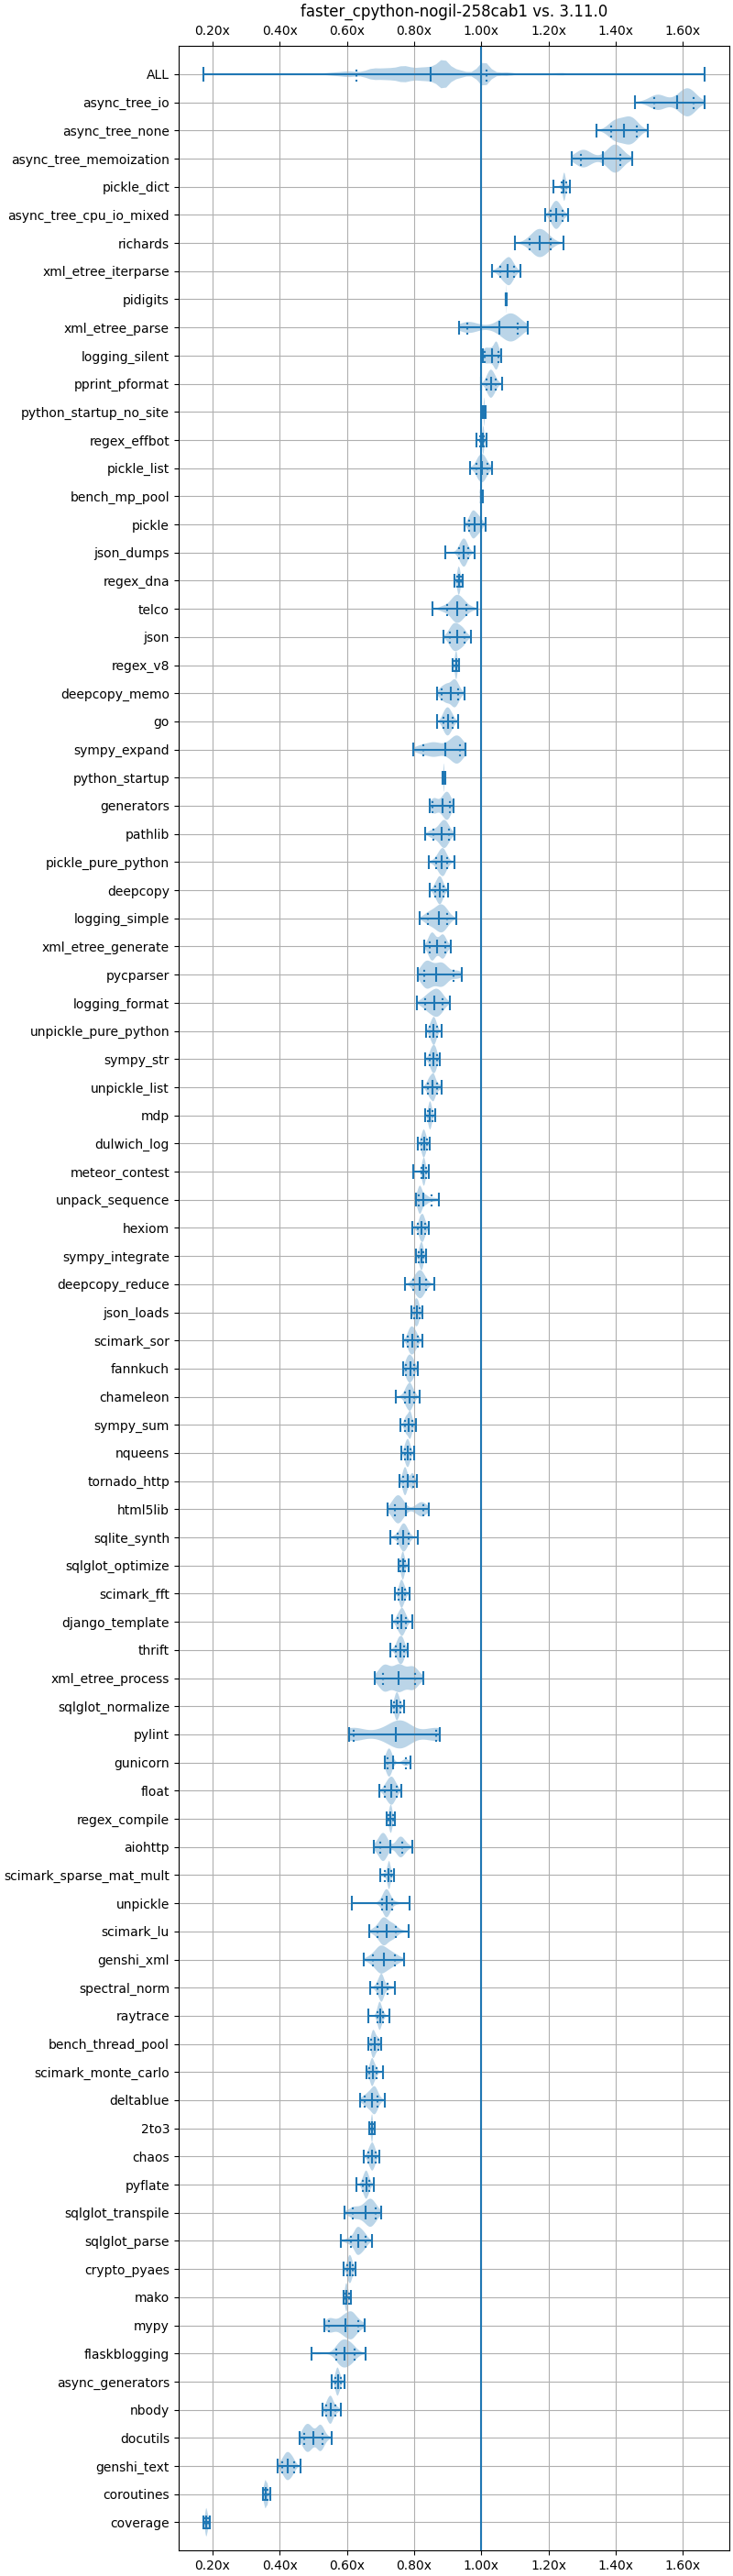 faster_cpython-nogil-258cab1 vs. 3.11.0
0.20x 0.40x 0.60x 0.80x 1.00x 1.20x 1.40x 1.60x
ALL
async_tree_io
async_tree_none
async_tree_memoization
pickle_dict
async_tree_cpu_io_mixed
richards
xml_etree_iterparse
pidigits
xml_etree_parse
logging_silent
pprint_pformat
python_startup_no_site
regex_effbot
pickle_list
bench_mp_pool
pickle
json_dumps
regex_dna
telco
json
regex_v8
deepcopy_memo
go
sympy_expand
python_startup
generators
pathlib
pickle_pure_python
deepcopy
logging_simple
xml_etree_generate
pycparser
logging_format
unpickle_pure_python
sympy_str
unpickle_list
mdp
dulwich_log
meteor_contest
unpack_sequence
hexiom
sympy_integrate
deepcopy_reduce
json_loads
scimark_sor
fannkuch
chameleon
sympy_sum
nqueens
tornado_http
html5lib
sqlite_synth
sqlglot_optimize
scimark_fft
django_template
thrift
xml_etree_process
sqlglot_normalize
pylint
gunicorn
float
regex_compile
aiohttp
scimark_sparse_mat_mult
unpickle
scimark_lu
genshi_xml
spectral_norm
raytrace
bench_thread_pool
scimark_monte_carlo
deltablue
2to3
chaos
pyflate
sqlglot_transpile
sqlglot_parse
crypto_pyaes
mako
mypy
flaskblogging
async_generators
nbody
docutils
genshi_text
coroutines
coverage
0.20x 0.40x 0.60x 0.80x 1.00x 1.20x 1.40x 1.60x